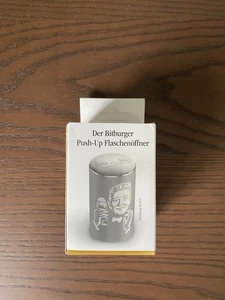 Der Bitburger
Push-Up Flaschenöffner